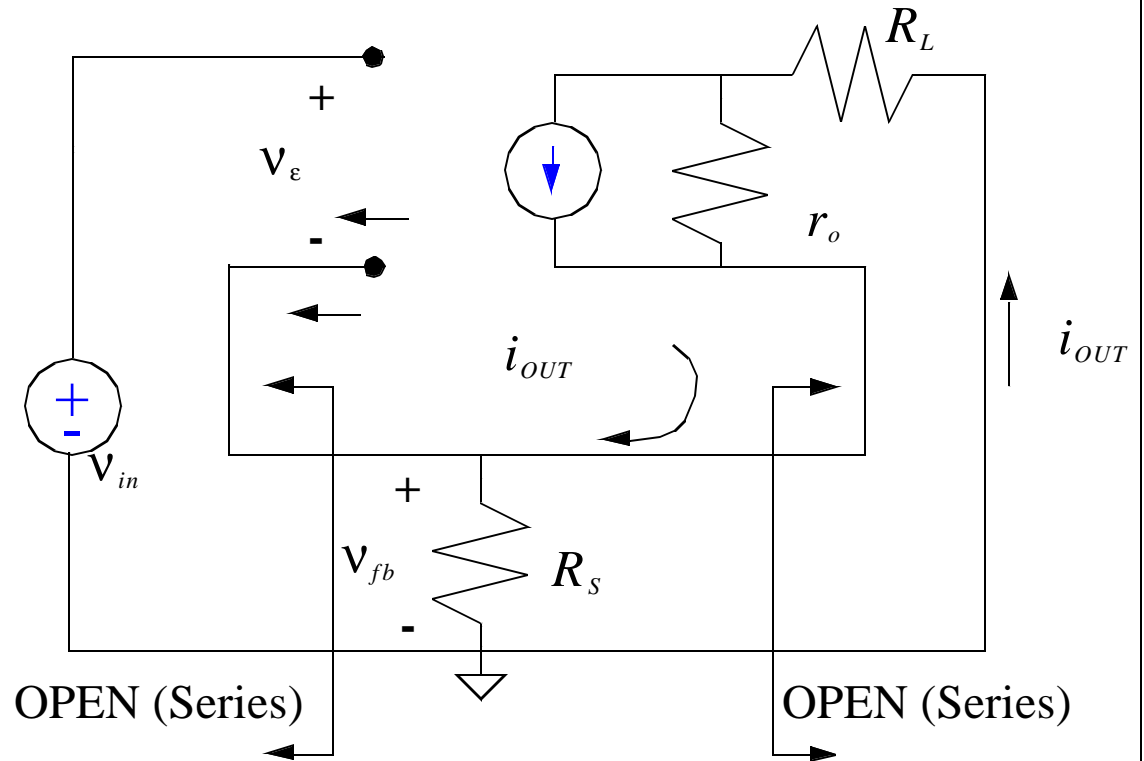 R_L
+
ν_ε
-
r_o
i_OUT
i_OUT
+
-
ν_in
+
ν_fb
R_S
-
OPEN (Series)
OPEN (Series)